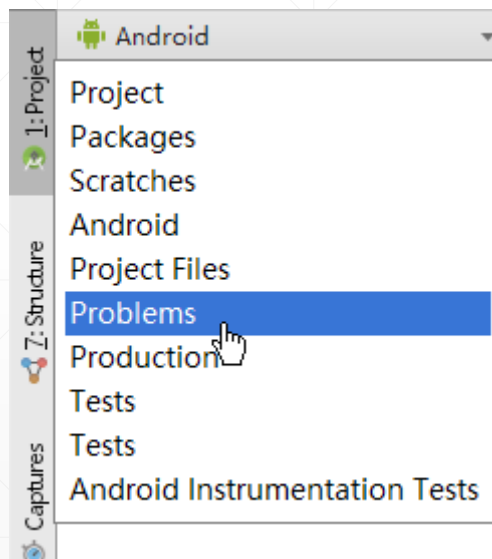 Android
Project
Packages
Scratches
Android
Project Files
Problems
Production
Tests
Tests
Android Instrumentation Tests
1: Project
7: Structure
Captures